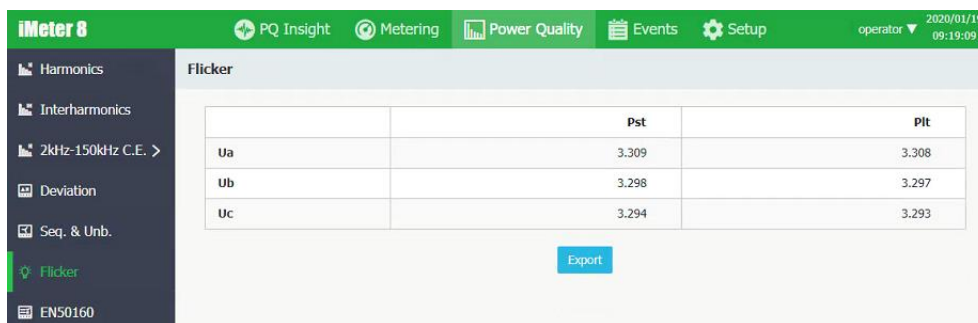 iMeter 8 PQ Insight Metering Power Quality Events Setup operator ▼ 2020/01/19
09:19:09
Harmonics
Interharmonics
2kHz-150kHz C.E. >
Deviation
Seq. & Unb.
Flicker
EN50160
Flicker
Pst Plt
Ua 3.309 3.308
Ub 3.298 3.297
Uc 3.294 3.293
Export